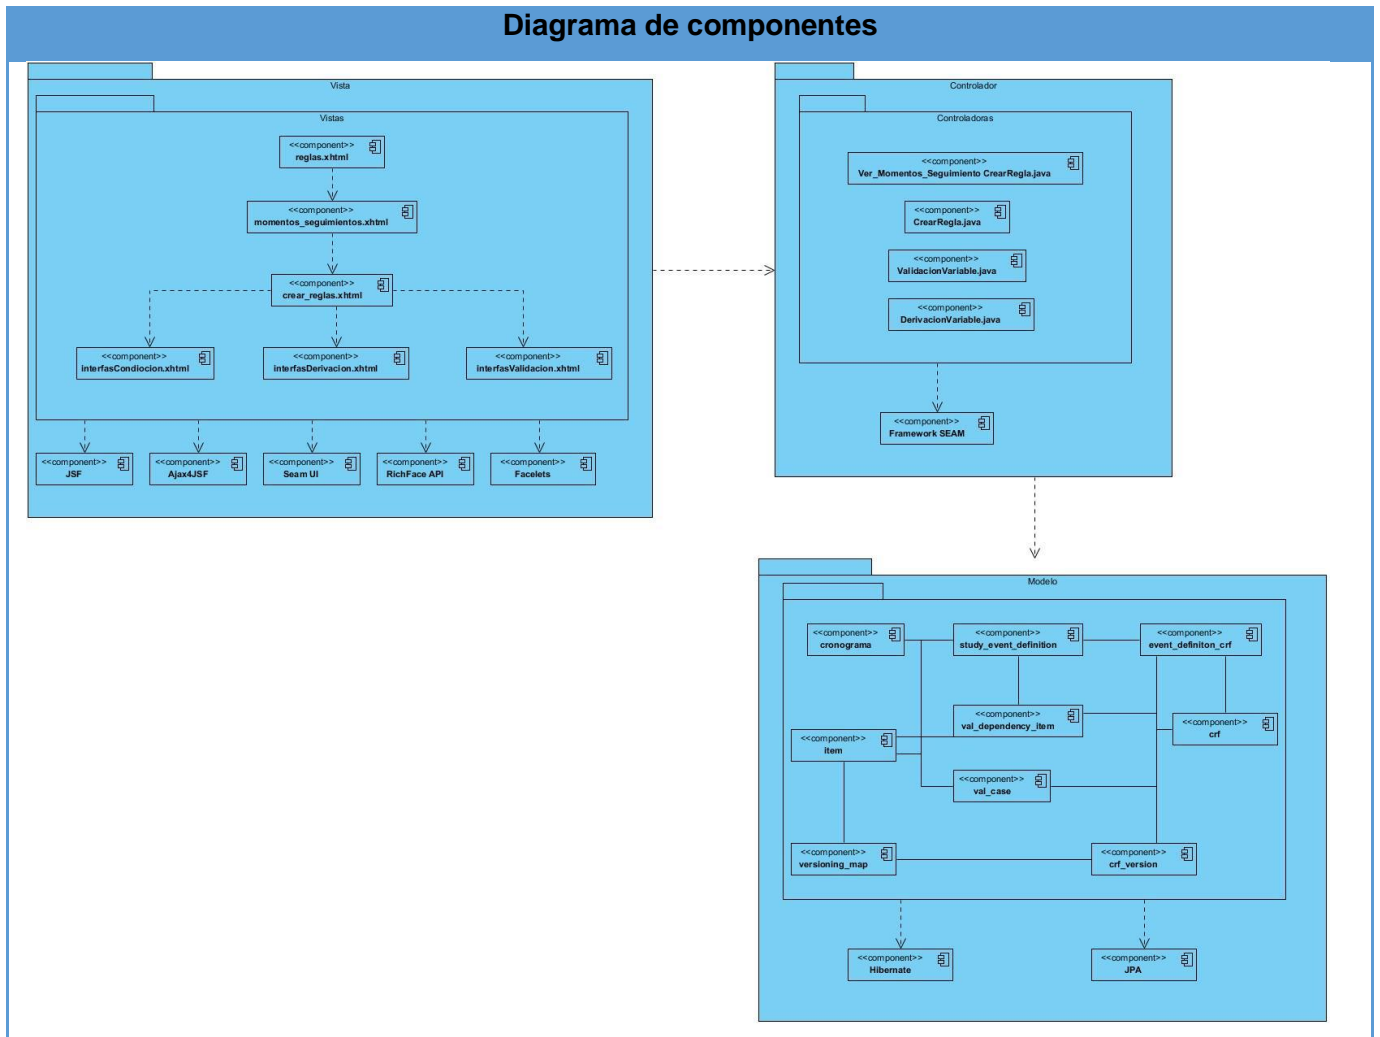 Diagrama de componentes
Vista
Vistas
<<component>>
reglas.xhtml
<<component>>
momentos_seguimientos.xhtml
<<component>>
crear_reglas.xhtml
<<component>>
interfasCondiocion.xhtml
<<component>>
interfasDerivacion.xhtml
<<component>>
interfasValidacion.xhtml
<<component>>
JSF
<<component>>
Ajax4JSF
<<component>>
Seam UI
<<component>>
RichFace API
<<component>>
Facelets
Controlador
Controladoras
<<component>>
Ver_Momentos_Seguimiento CrearRegla.java
<<component>>
CrearRegla.java
<<component>>
ValidacionVariable.java
<<component>>
DerivacionVariable.java
<<component>>
Framework SEAM
Modelo
<<component>>
cronograma
<<component>>
study_event_definition
<<component>>
event_definiton_crf
<<component>>
val_dependency_item
<<component>>
crf
<<component>>
item
<<component>>
val_case
<<component>>
versioning_map
<<component>>
crf_version
<<component>>
Hibernate
<<component>>
JPA